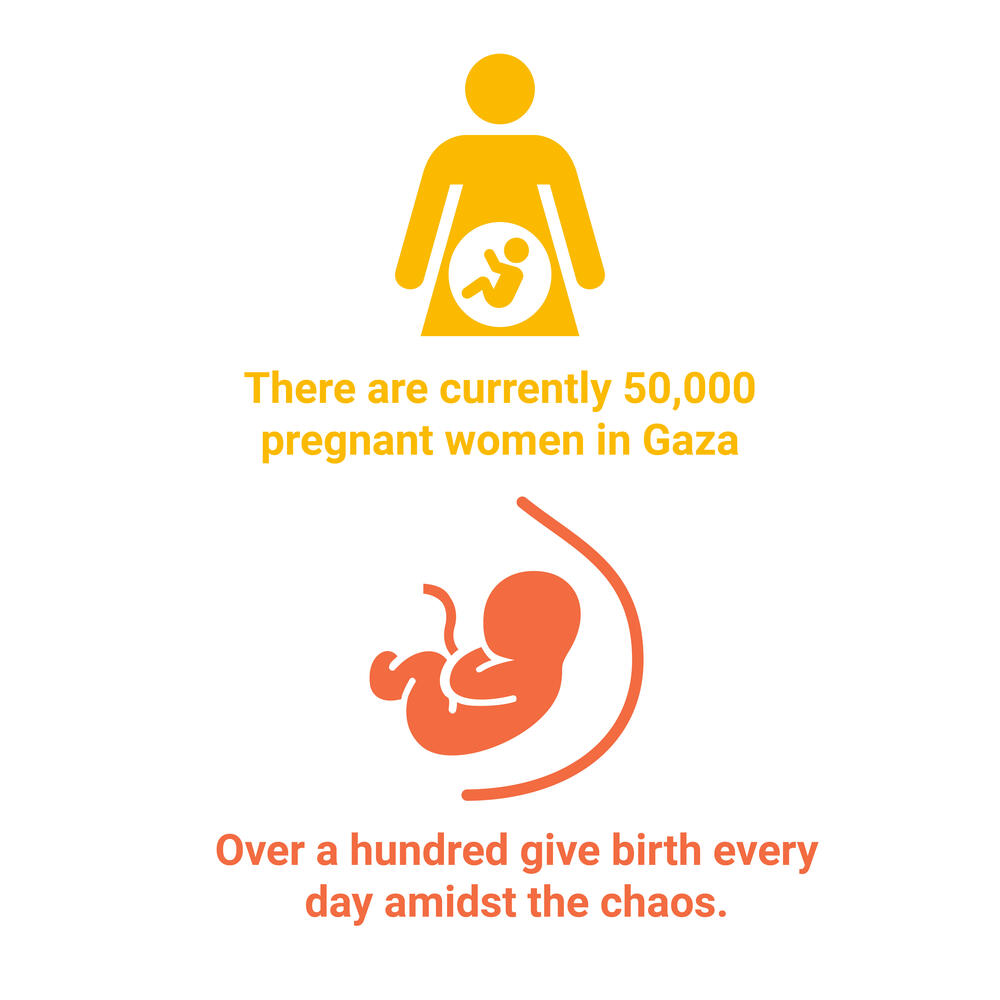 There are currently 50,000
pregnant women in Gaza
Over a hundred give birth every
day amidst the chaos.